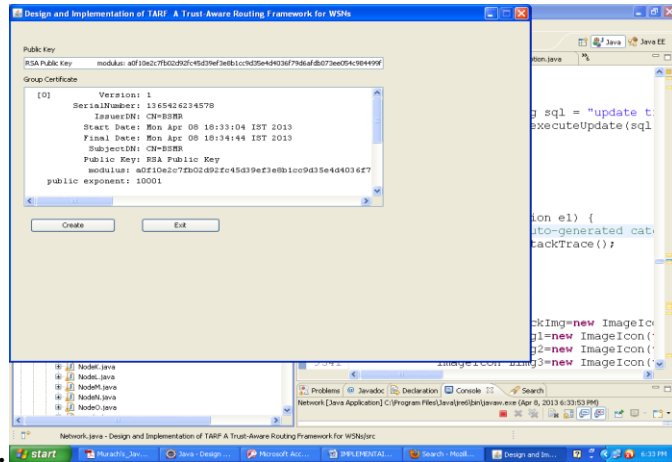 Design and Implementation of TARF A Trust-Aware Routing Framework for WSNs
Public Key
RSA Public Key modulus: a0f10e2c7fb02d92fc45d39ef3e8b1cc9d35e4d4036f79d6afdb073ee054c984499f
Group Certificate
[0] Version: 1
SerialNumber: 1365426234578
IssuerDN: CN=BSMR
Start Date: Mon Apr 08 18:33:04 IST 2013
Final Date: Mon Apr 08 18:34:44 IST 2013
SubjectDN: CN=BSMR
Public Key: RSA Public Key
modulus: a0f10e2c7fb02d92fc45d39ef3e8b1cc9d35e4d4036f7
public exponent: 10001
Create Exit
Java Java EE
tion.java
g sql = "update t
executeUpdate(sql
ion e1) {
uto-generated cat
tackTrace();
ckImg=new ImageIc
g1=new ImageIcon(
g2=new ImageIcon(
g3=new ImageIcon(
NodeK.java
NodeL.java
NodeM.java
NodeN.java
NodeO.java
Problems Javadoc Declaration Console Search
Network [Java Application] C:\Program Files\Java\jre6\bin\javaw.exe (Apr 8, 2013 6:33:53 PM)
Network.java - Design and Implementation of TARF A Trust-Aware Routing Framework for WSNs/src
start Murach's_Jav... Java - Design ... Microsoft Acc... IMPLEMENTAI... Search - Mozill... Design and Im... 6:33 PM